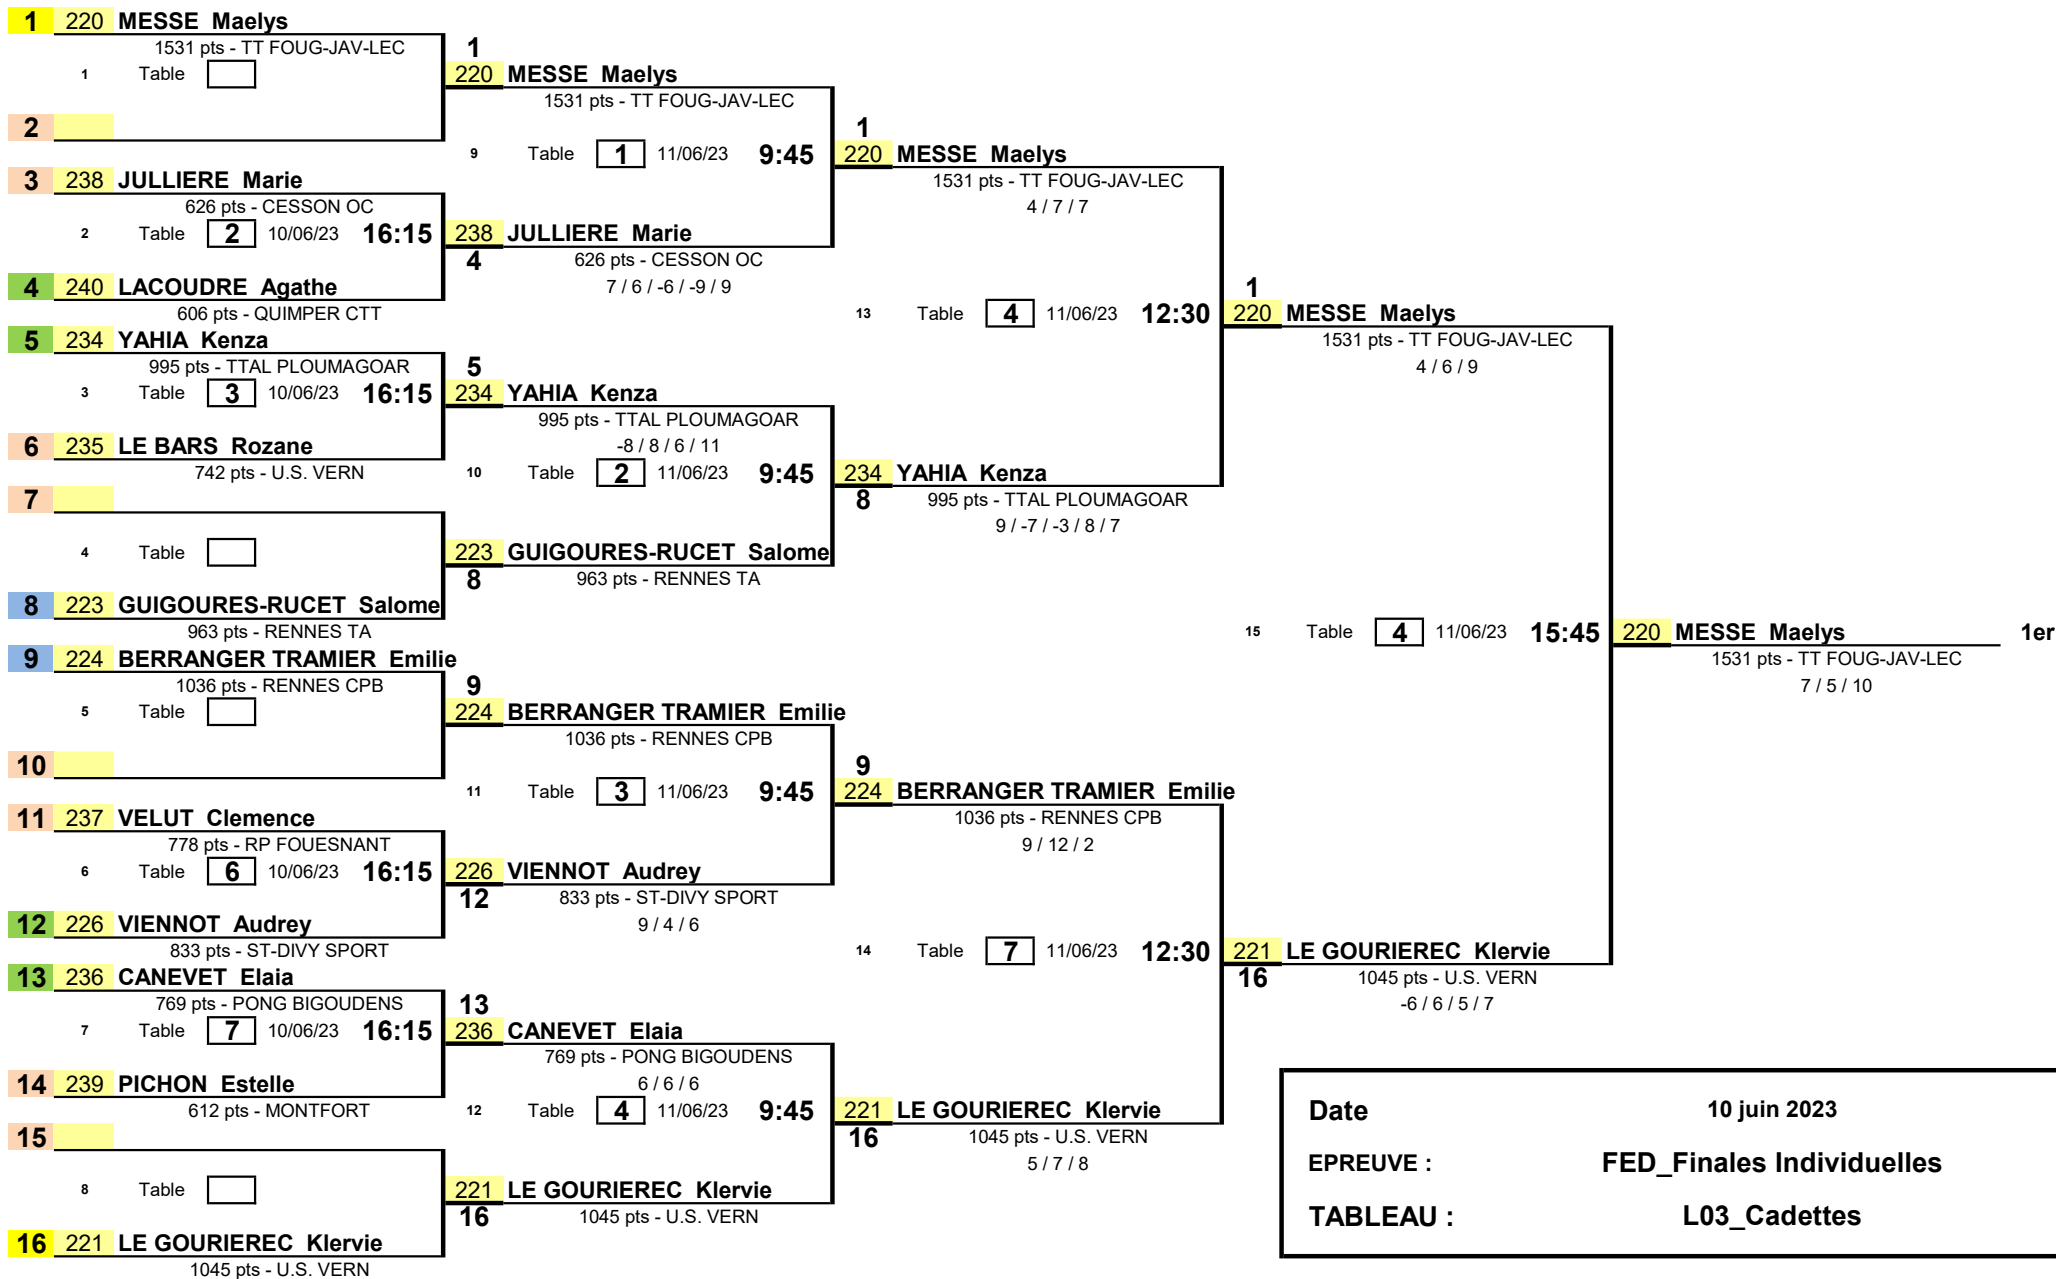 1 220 MESSE Maelys
1531 pts - TT FOUG-JAV-LEC
1 Table
2
3 238 JULLIERE Marie
626 pts - CESSON OC
2 Table 2 10/06/23 16:15
4 240 LACOUDRE Agathe
606 pts - QUIMPER CTT
5 234 YAHIA Kenza
995 pts - TTAL PLOUMAGOAR
3 Table 3 10/06/23 16:15
6 235 LE BARS Rozane
742 pts - U.S. VERN
7
4 Table
8 223 GUIGOURES-RUCET Salome
963 pts - RENNES TA
9 224 BERRANGER TRAMIER Emilie
1036 pts - RENNES CPB
5 Table
10
11 237 VELUT Clemence
778 pts - RP FOUESNANT
6 Table 6 10/06/23 16:15
12 226 VIENNOT Audrey
833 pts - ST-DIVY SPORT
13 236 CANEVET Elaia
769 pts - PONG BIGOUDENS
7 Table 7 10/06/23 16:15
14 239 PICHON Estelle
612 pts - MONTFORT
15
8 Table
16 221 LE GOURIEREC Klervie
1045 pts - U.S. VERN
1
220 MESSE Maelys
1531 pts - TT FOUG-JAV-LEC
9 Table 1 11/06/23 9:45
238 JULLIERE Marie
4 626 pts - CESSON OC
7 / 6 / -6 / -9 / 9
5
234 YAHIA Kenza
995 pts - TTAL PLOUMAGOAR
-8 / 8 / 6 / 11
10 Table 2 11/06/23 9:45
223 GUIGOURES-RUCET Salome
8 963 pts - RENNES TA
9
224 BERRANGER TRAMIER Emilie
1036 pts - RENNES CPB
11 Table 3 11/06/23 9:45
226 VIENNOT Audrey
12 833 pts - ST-DIVY SPORT
9 / 4 / 6
13
236 CANEVET Elaia
769 pts - PONG BIGOUDENS
6 / 6 / 6
12 Table 4 11/06/23 9:45
221 LE GOURIEREC Klervie
16 1045 pts - U.S. VERN
1
220 MESSE Maelys
1531 pts - TT FOUG-JAV-LEC
4 / 7 / 7
13 Table 4 11/06/23 12:30
234 YAHIA Kenza
8 995 pts - TTAL PLOUMAGOAR
9 / -7 / -3 / 8 / 7
9
224 BERRANGER TRAMIER Emilie
1036 pts - RENNES CPB
9 / 12 / 2
14 Table 7 11/06/23 12:30
221 LE GOURIEREC Klervie
16 1045 pts - U.S. VERN
5 / 7 / 8
1
220 MESSE Maelys
1531 pts - TT FOUG-JAV-LEC
4 / 6 / 9
15 Table 4 11/06/23 15:45
221 LE GOURIEREC Klervie
16 1045 pts - U.S. VERN
-6 / 6 / 5 / 7
220 MESSE Maelys 1er
1531 pts - TT FOUG-JAV-LEC
7 / 5 / 10
Date 10 juin 2023
EPREUVE : FED_Finales Individuelles
TABLEAU : L03_Cadettes